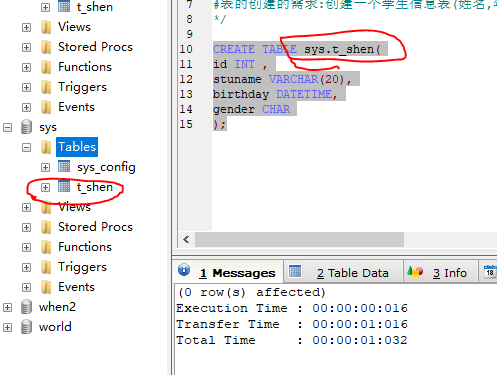 t_shen
Views
Stored Procs
Functions
Triggers
Events
sys
Tables
sys_config
t_shen
Views
Stored Procs
Functions
Triggers
Events
when2
world
7 #表的创建的需求:创建一个学生信息表(姓名,
8 */
9
10 CREATE TABLE sys.t_shen(
11 id INT ,
12 stuname VARCHAR(20),
13 birthday DATETIME,
14 gender CHAR
15 );
1 Messages 2 Table Data 3 Info 18
(0 row(s) affected)
Execution Time : 00:00:00:016
Transfer Time : 00:00:01:016
Total Time : 00:00:01:032